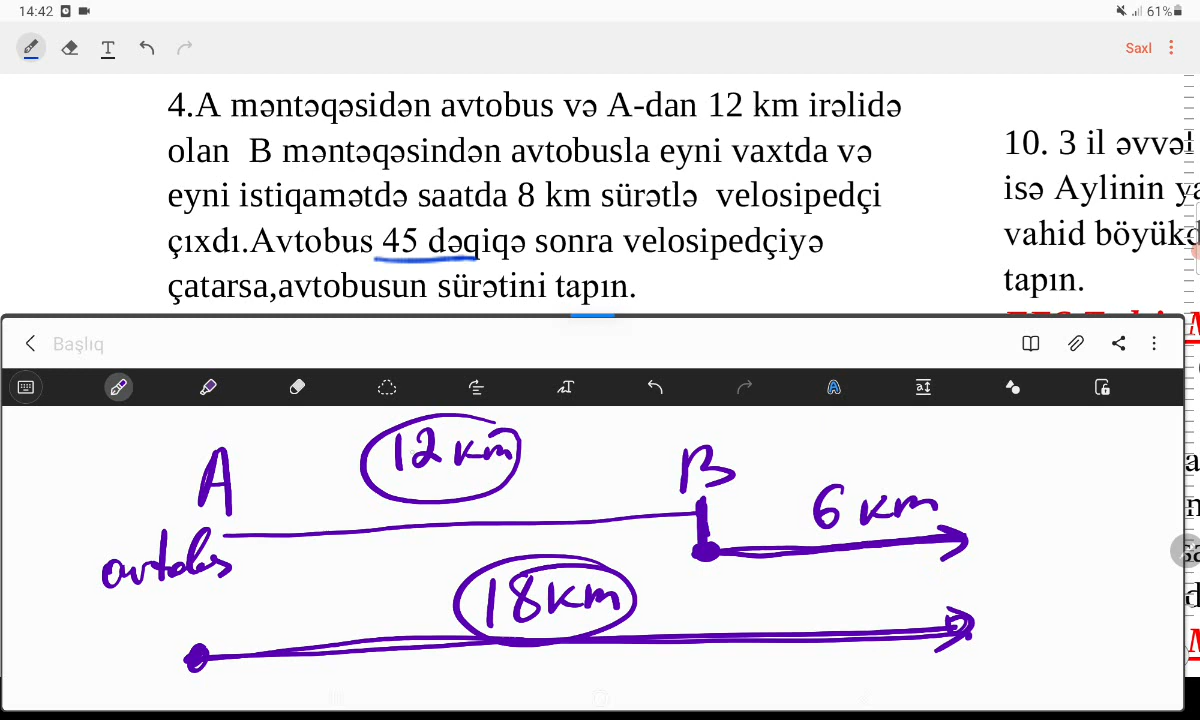 14:42
61%
Saxl
4.A məntəqəsidən avtobus və A-dan 12 km irəlidə
olan B məntəqəsindən avtobusla eyni vaxtda və
eyni istiqamətdə saatda 8 km sürətlə velosipedçi
çıxdı.Avtobus 45 dəqiqə sonra velosipedçiyə
çatarsa,avtobusun sürətini tapın.
10. 3 il əvvəl
isə Aylinin ya
vahid böyükd
tapın.
Başlıq
A
12 km
B
6 km
avtobus
18 km